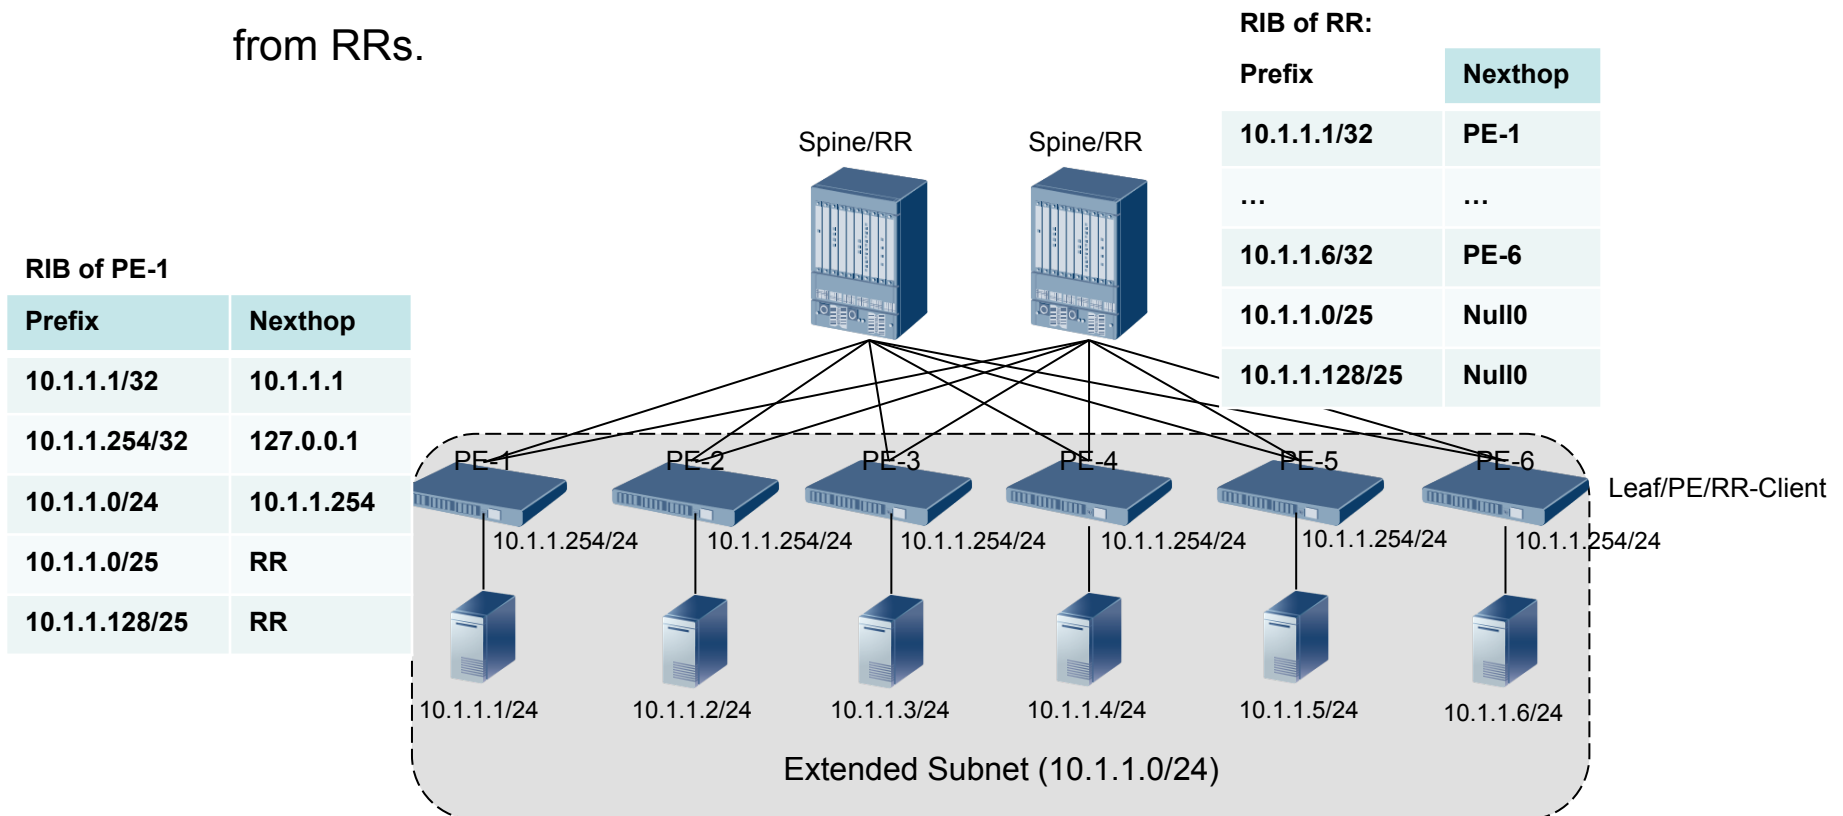 from RRs.
RIB of RR:
Prefix Nexthop
10.1.1.1/32 PE-1
… …
10.1.1.6/32 PE-6
10.1.1.0/25 Null0
10.1.1.128/25 Null0
Spine/RR Spine/RR
RIB of PE-1
Prefix Nexthop
10.1.1.1/32 10.1.1.1
10.1.1.254/32 127.0.0.1
10.1.1.0/24 10.1.1.254
10.1.1.0/25 RR
10.1.1.128/25 RR
PE-1 PE-2 PE-3 PE-4 PE-5 PE-6
Leaf/PE/RR-Client
10.1.1.254/24 10.1.1.254/24 10.1.1.254/24 10.1.1.254/24 10.1.1.254/24 10.1.1.254/24
10.1.1.1/24 10.1.1.2/24 10.1.1.3/24 10.1.1.4/24 10.1.1.5/24 10.1.1.6/24
Extended Subnet (10.1.1.0/24)